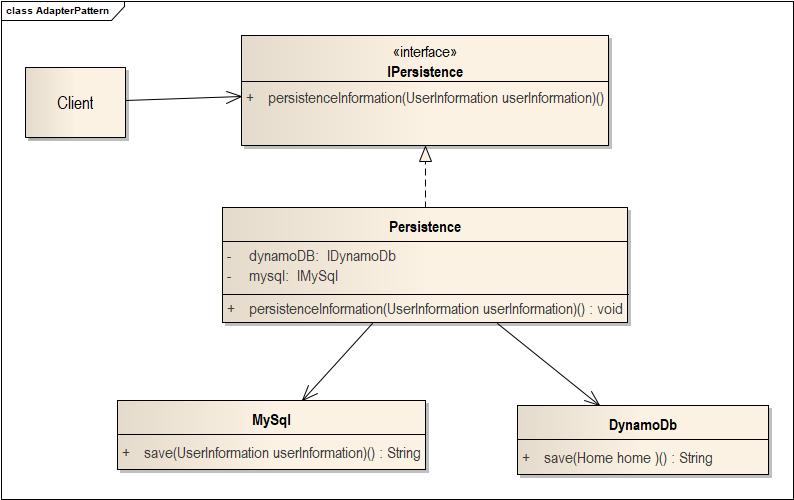 class AdapterPattern
«interface»
IPersistence
+ persistenceInformation(UserInformation userInformation)()
Client
Persistence
- dynamoDB: IDynamoDb
- mysql: IMySql
+ persistenceInformation(UserInformation userInformation)() : void
MySql
+ save(UserInformation userInformation)() : String
DynamoDb
+ save(Home home )() : String